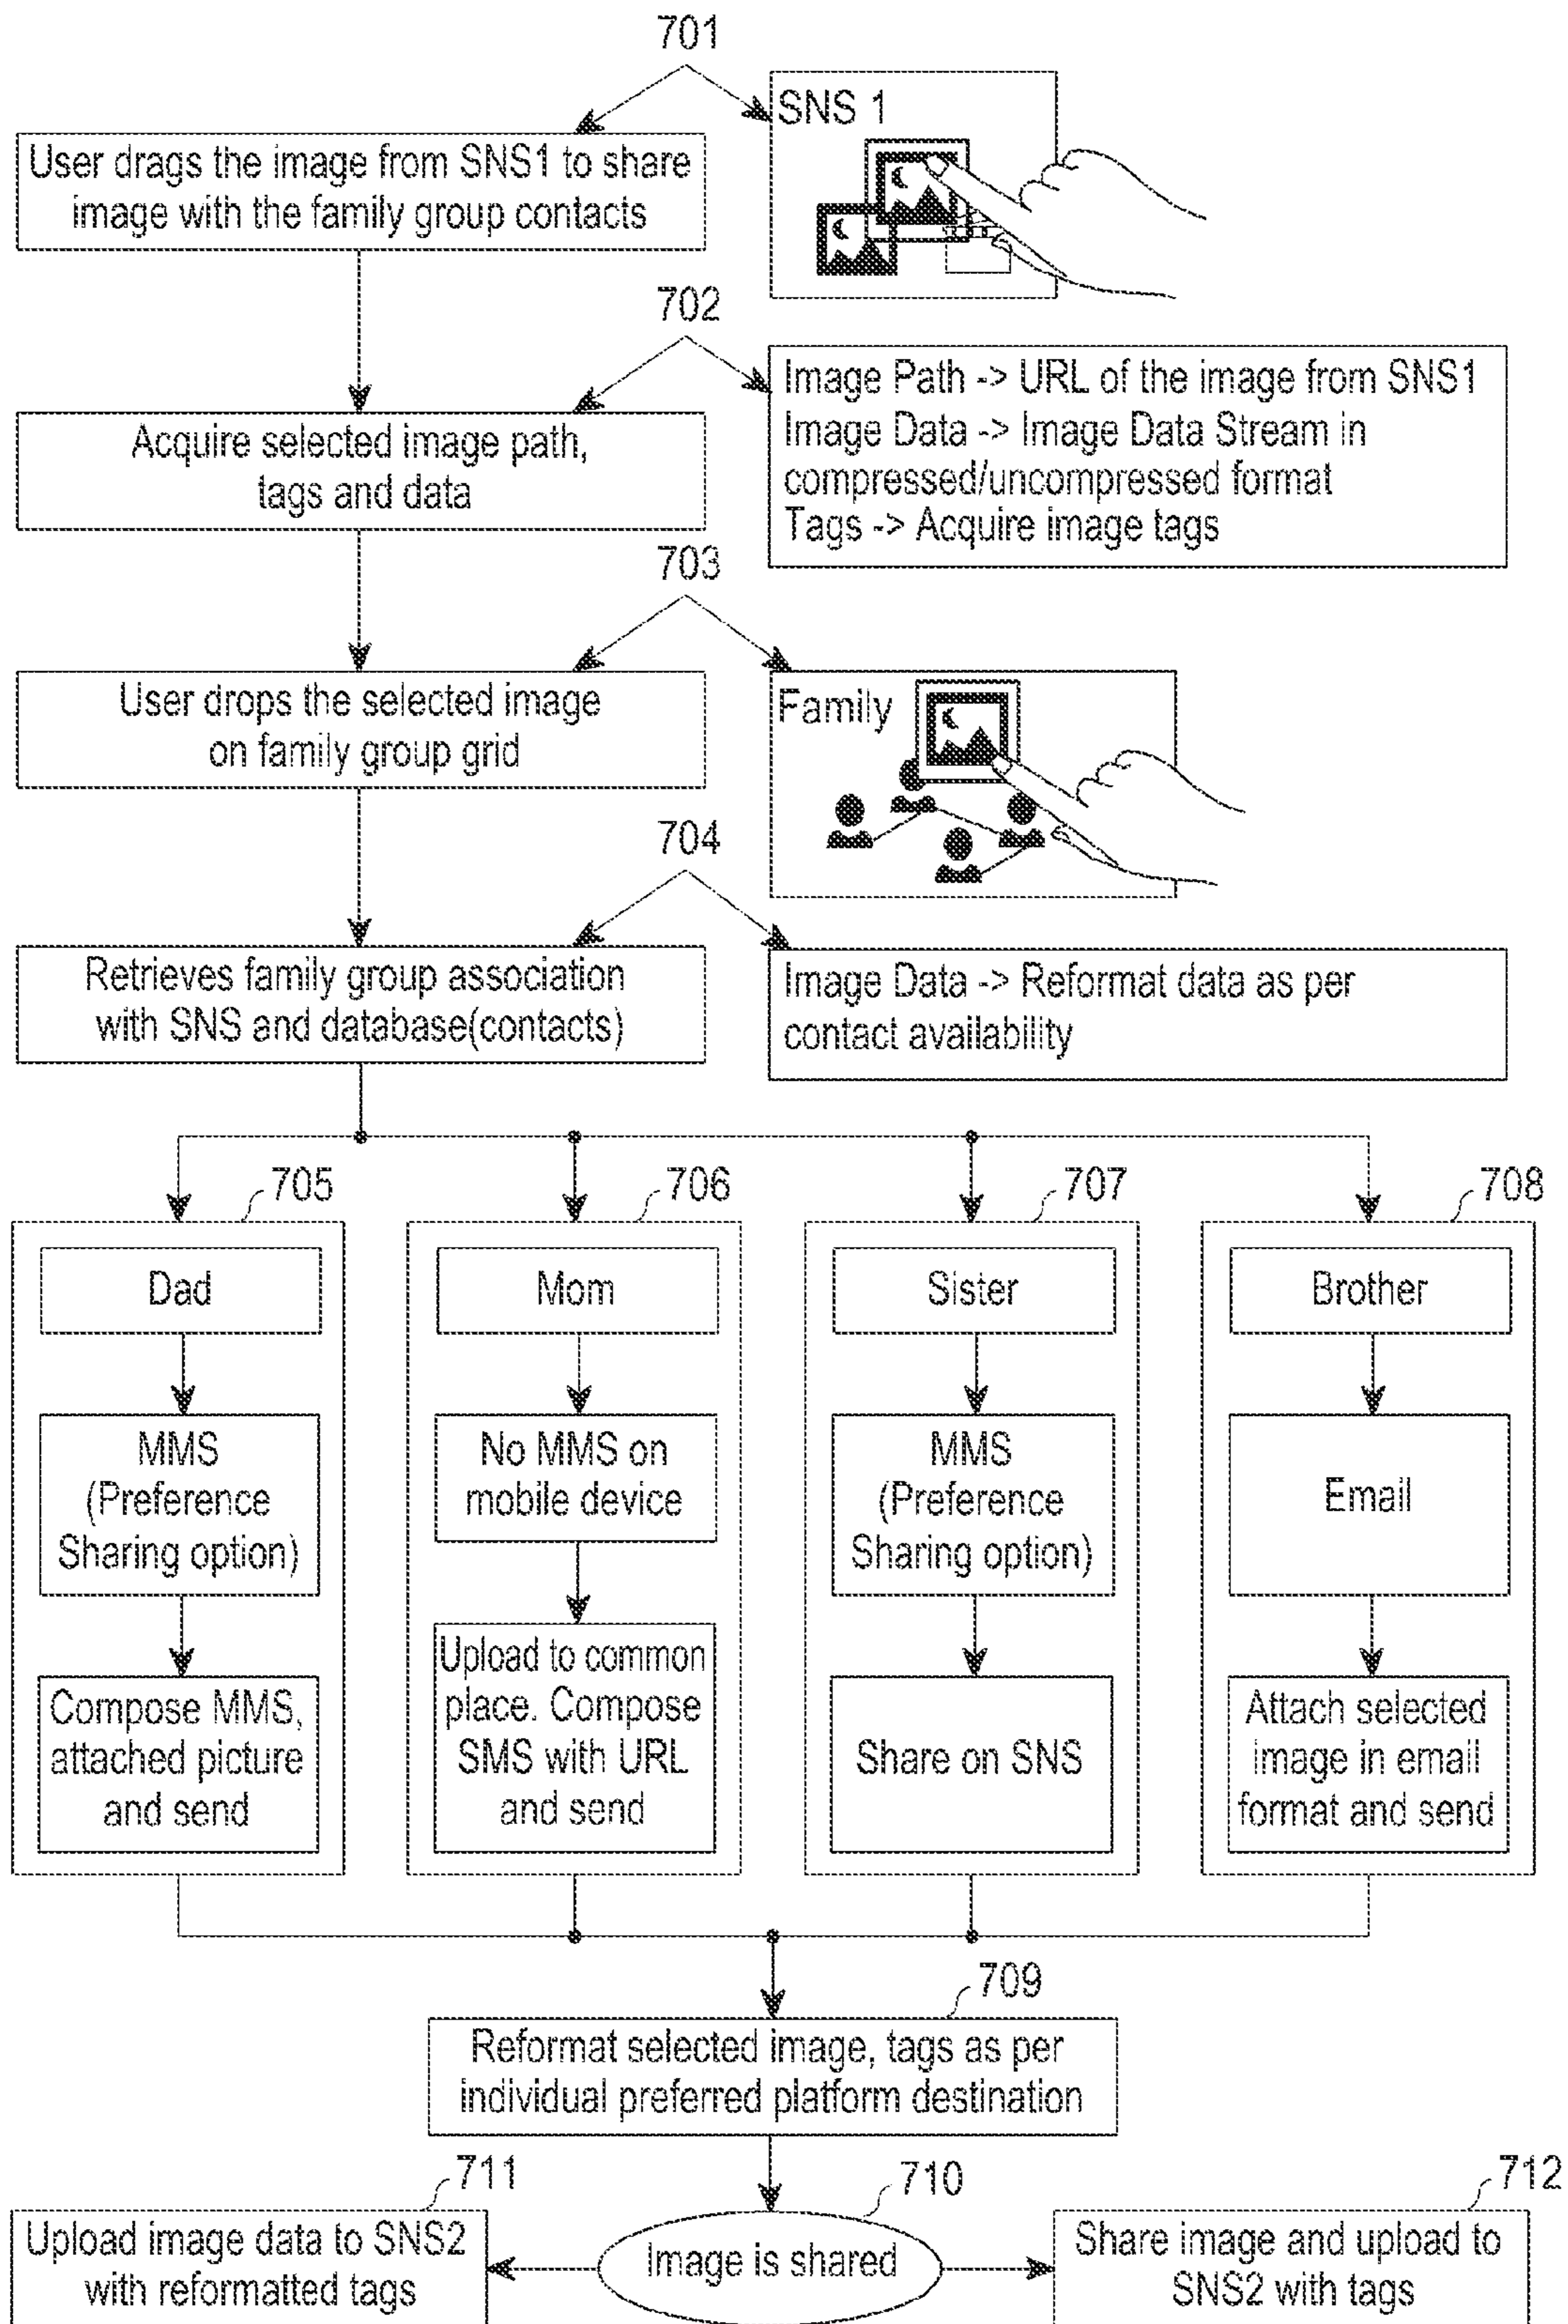 701
SNS 1
User drags the image from SNS1 to share
image with the family group contacts
702
Image Path -> URL of the image from SNS1
Image Data -> Image Data Stream in
compressed/uncompressed format
Tags -> Acquire image tags
Acquire selected image path,
tags and data
703
User drops the selected image
on family group grid
Family
704
Retrieves family group association
with SNS and database(contacts)
Image Data -> Reformat data as per
contact availability
705
Dad
MMS
(Preference
Sharing option)
Compose MMS,
attached picture
and send
706
Mom
No MMS on
mobile device
Upload to common
place. Compose
SMS with URL
and send
707
Sister
MMS
(Preference
Sharing option)
Share on SNS
708
Brother
Email
Attach selected
image in email
format and send
709
Reformat selected image, tags as per
individual preferred platform destination
711
Upload image data to SNS2
with reformatted tags
710
Image is shared
712
Share image and upload to
SNS2 with tags